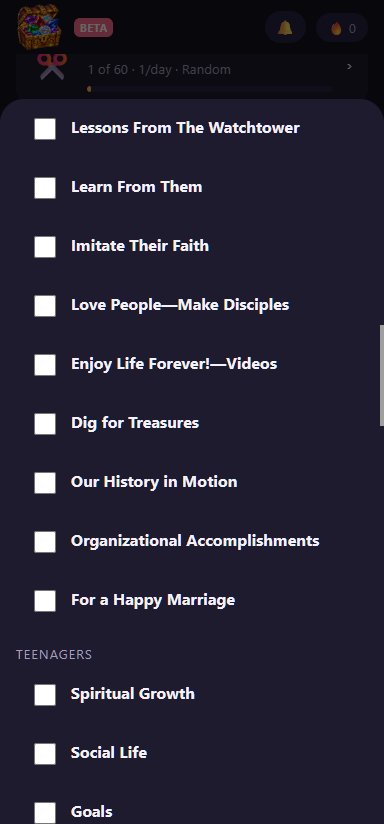 BETA
0
1 of 60 · 1/day · Random
Lessons From The Watchtower
Learn From Them
Imitate Their Faith
Love People—Make Disciples
Enjoy Life Forever!—Videos
Dig for Treasures
Our History in Motion
Organizational Accomplishments
For a Happy Marriage
TEENAGERS
Spiritual Growth
Social Life
Goals